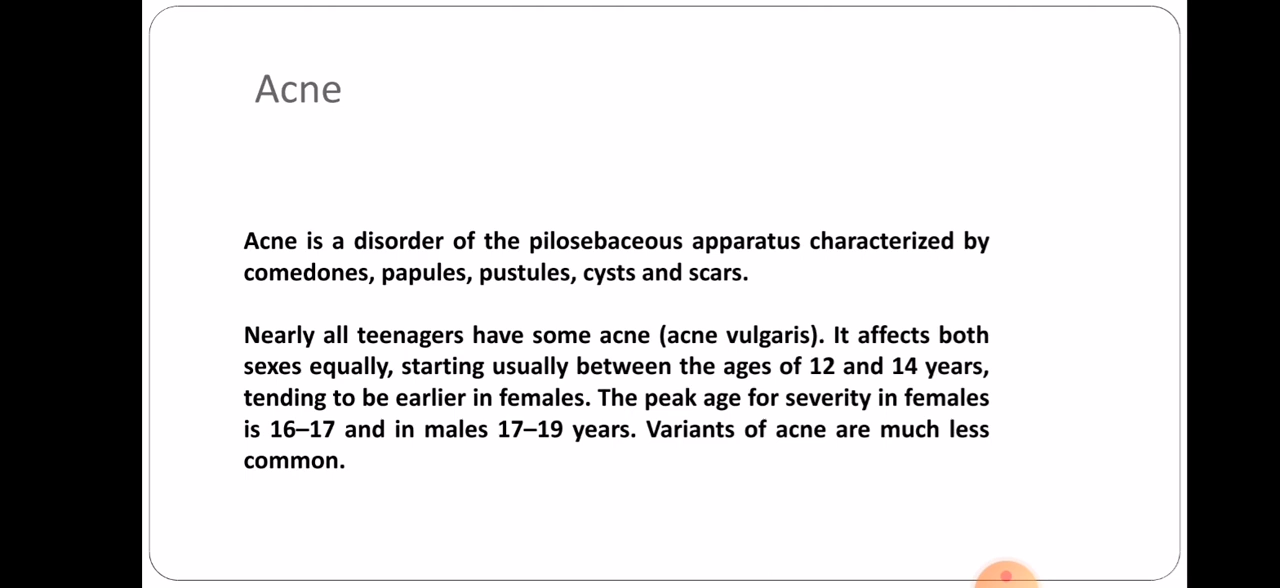 Acne
Acne is a disorder of the pilosebaceous apparatus characterized by
comedones, papules, pustules, cysts and scars.
Nearly all teenagers have some acne (acne vulgaris). It affects both
sexes equally, starting usually between the ages of 12 and 14 years,
tending to be earlier in females. The peak age for severity in females
is 16–17 and in males 17–19 years. Variants of acne are much less
common.